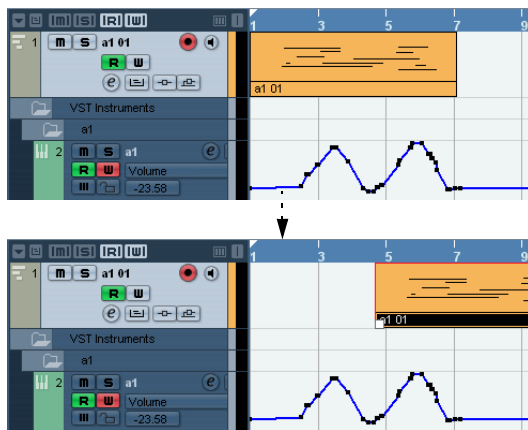 m S R W
1 3 5 7 9
1 m S a1 01
R W
e
a1 01
VST Instruments
a1
2 m S a1 e
R W Volume
-23.58
m S R W
1 3 5 7 9
1 m S a1 01
R W
e
a1 01
VST Instruments
a1
2 m S a1 e
R W Volume
-23.58